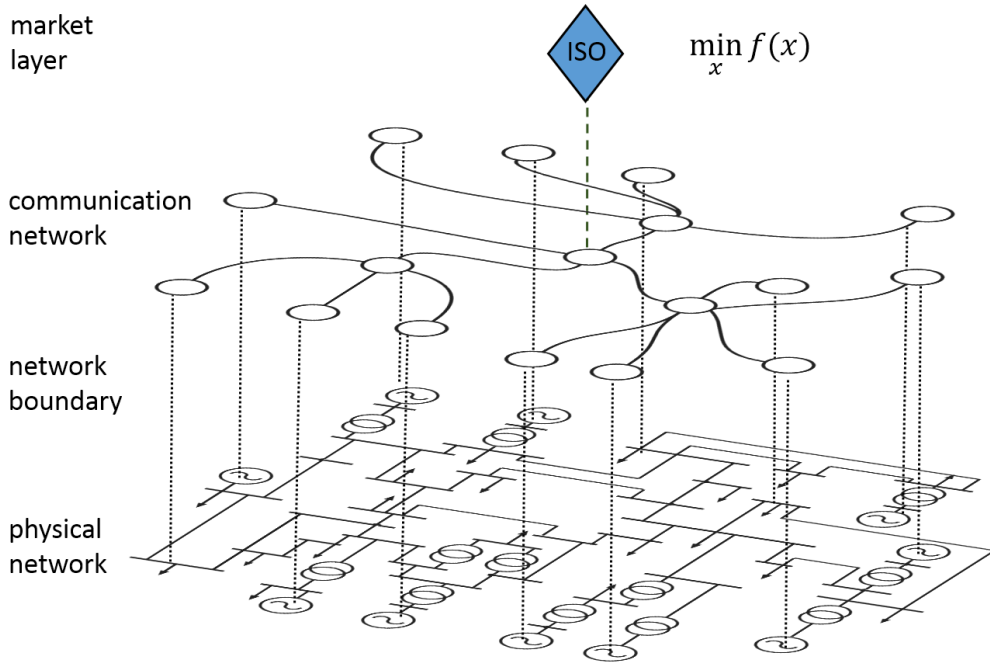 market
layer
ISO
min f(x)
x
communication
network
network
boundary
physical
network